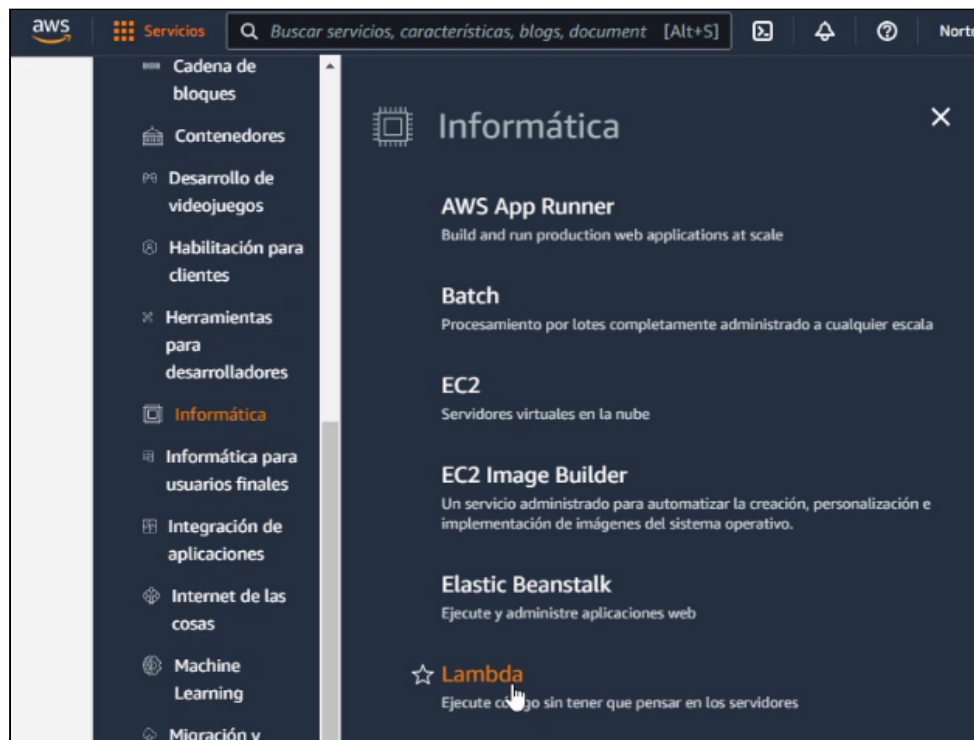 aws
Servicios
Buscar servicios, características, blogs, document [Alt+S]
Cadena de
bloques
Contenedores
Desarrollo de
videojuegos
Habilitación para
clientes
Herramientas
para
desarrolladores
Informática
Informática para
usuarios finales
Integración de
aplicaciones
Internet de las
cosas
Machine
Learning
Migración y
Informática
AWS App Runner
Build and run production web applications at scale
Batch
Procesamiento por lotes completamente administrado a cualquier escala
EC2
Servidores virtuales en la nube
EC2 Image Builder
Un servicio administrado para automatizar la creación, personalización e
implementación de imágenes del sistema operativo.
Elastic Beanstalk
Ejecute y administre aplicaciones web
Lambda
Ejecute código sin tener que pensar en los servidores